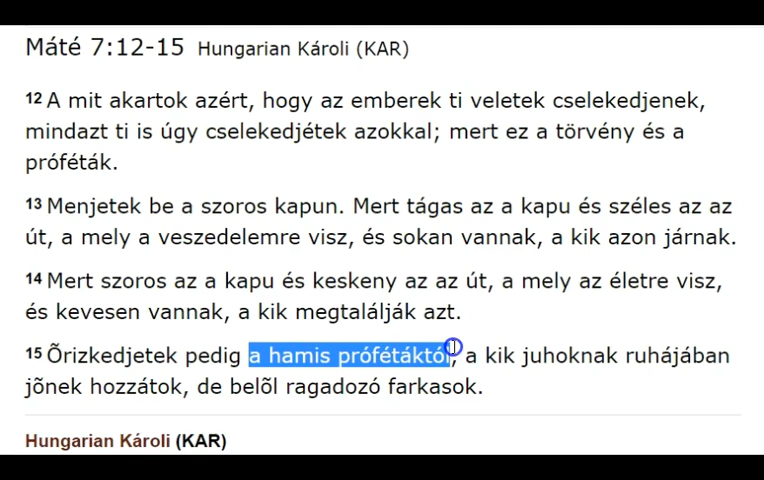 Máté 7:12-15 Hungarian Károli (KAR)
12 A mit akartok azért, hogy az emberek ti veletek cselekedjenek,
mindazt ti is úgy cselekedjétek azokkal; mert ez a törvény és a
próféták.
13 Menjetek be a szoros kapun. Mert tágas az a kapu és széles az az
út, a mely a veszedelemre visz, és sokan vannak, a kik azon járnak.
14 Mert szoros az a kapu és keskeny az az út, a mely az életre visz,
és kevesen vannak, a kik megtalálják azt.
15 Õrizkedjetek pedig a hamis prófétáktól, a kik juhoknak ruhájában
jõnek hozzátok, de belõl ragadozó farkasok.
Hungarian Károli (KAR)